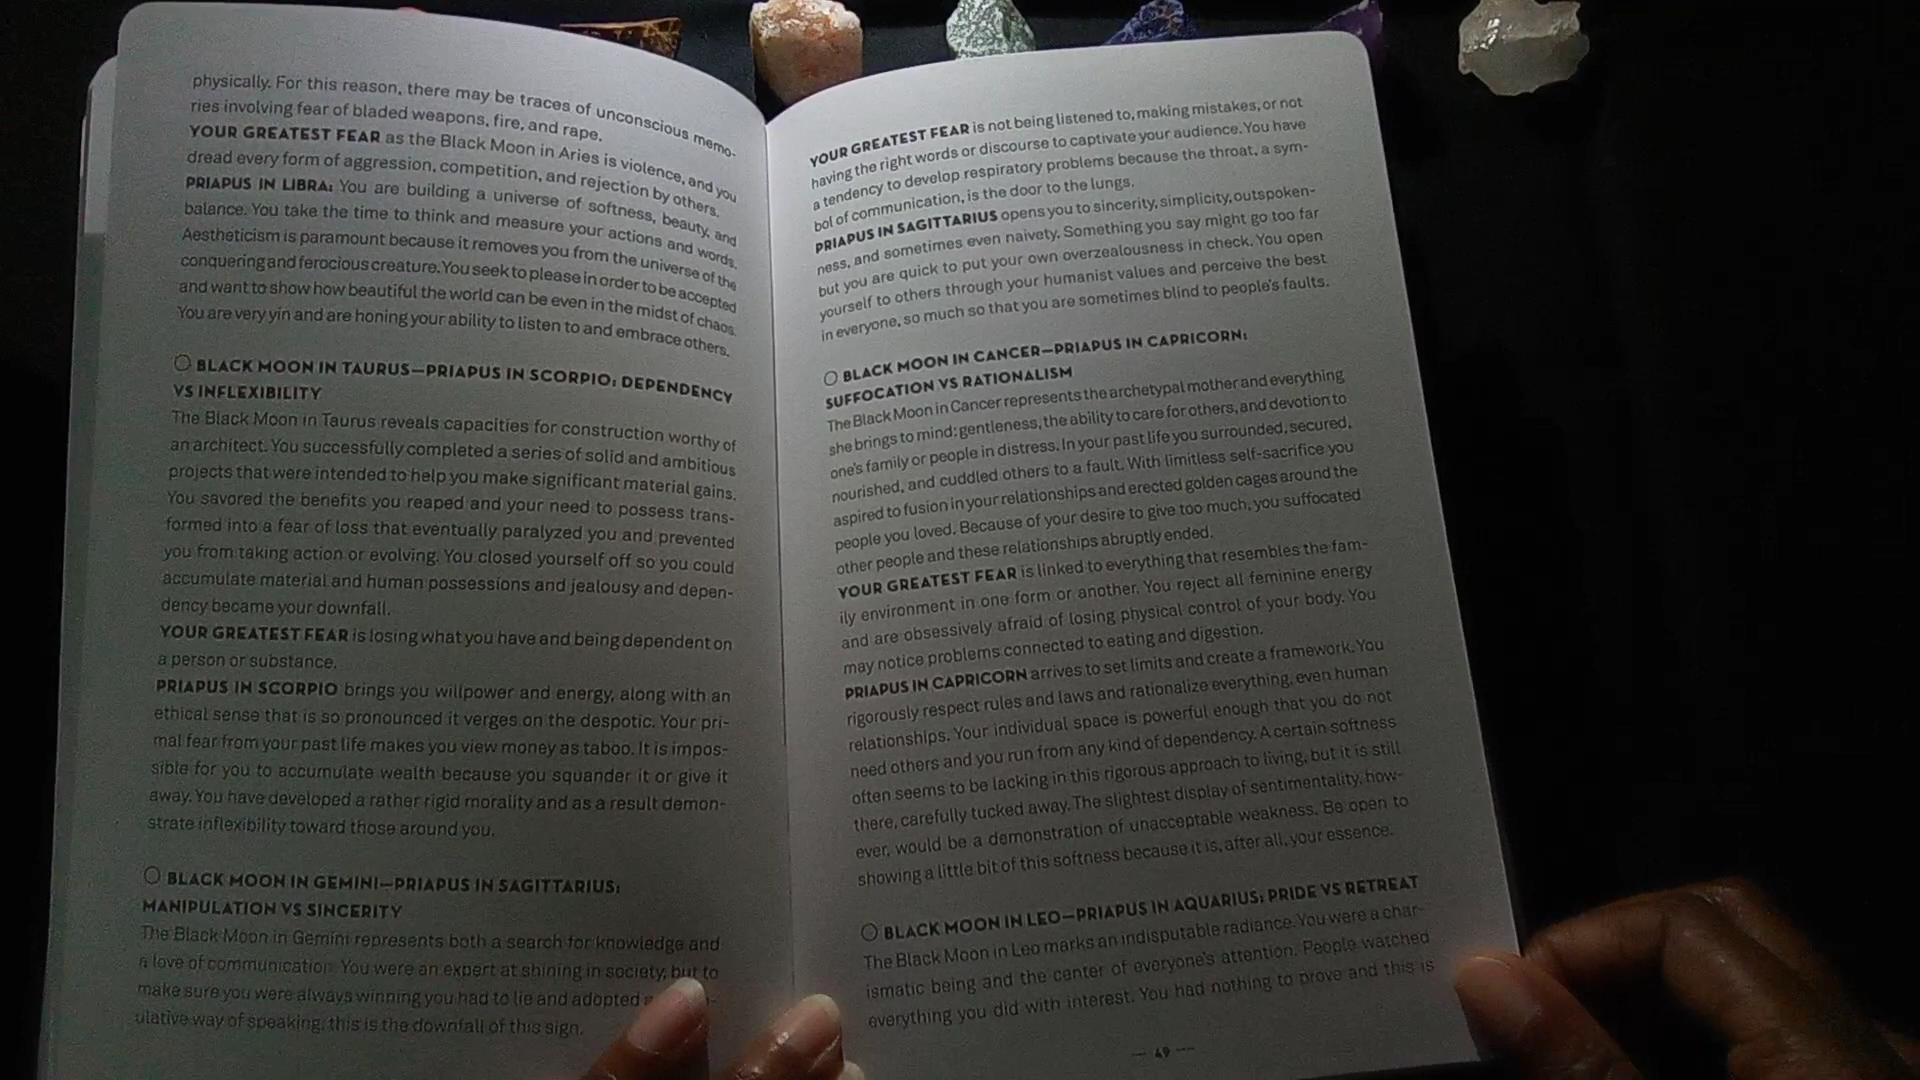 physically. For this reason, there may be traces of unconscious memo-
ries involving fear of bladed weapons, fire, and rape.
YOUR GREATEST FEAR as the Black Moon in Aries is violence, and you
dread every form of aggression, competition, and rejection by others.
PRIAPUS IN LIBRA: You are building a universe of softness, beauty, and
balance. You take the time to think and measure your actions and words.
Aestheticism is paramount because it removes you from the universe of the
conquering and ferocious creature. You seek to please in order to be accepted
and want to show how beautiful the world can be even in the midst of chaos.
You are very yin and are honing your ability to listen to and embrace others.
BLACK MOON IN TAURUS—PRIAPUS IN SCORPIO: DEPENDENCY
VS INFLEXIBILITY
The Black Moon in Taurus reveals capacities for construction worthy of
an architect. You successfully completed a series of solid and ambitious
projects that were intended to help you make significant material gains.
You savored the benefits you reaped and your need to possess trans-
formed into a fear of loss that eventually paralyzed you and prevented
you from taking action or evolving. You closed yourself off so you could
accumulate material and human possessions and jealousy and depen-
dency became your downfall.
YOUR GREATEST FEAR is losing what you have and being dependent on
a person or substance.
PRIAPUS IN SCORPIO brings you willpower and energy, along with an
ethical sense that is so pronounced it verges on the despotic. Your pri-
mal fear from your past life makes you view money as taboo. It is impos-
sible for you to accumulate wealth because you squander it or give it
away. You have developed a rather rigid morality and as a result demon-
strate inflexibility toward those around you.
BLACK MOON IN GEMINI—PRIAPUS IN SAGITTARIUS:
MANIPULATION VS SINCERITY
The Black Moon in Gemini represents both a search for knowledge and
a love of communication. You were an expert at shining in society, but to
make sure you were always winning you had to lie and adopted
ulative way of speaking; this is the downfall of this sign.
YOUR GREATEST FEAR is not being listened to, making mistakes, or not
having the right words or discourse to captivate your audience. You have
a tendency to develop respiratory problems because the throat, a sym-
bol of communication, is the door to the lungs.
PRIAPUS IN SAGITTARIUS opens you to sincerity, simplicity, outspoken-
ness, and sometimes even naivety. Something you say might go too far
but you are quick to put your own overzealousness in check. You open
yourself to others through your humanist values and perceive the best
in everyone, so much so that you are sometimes blind to people's faults.
BLACK MOON IN CANCER—PRIAPUS IN CAPRICORN:
SUFFOCATION VS RATIONALISM
The Black Moon in Cancer represents the archetypal mother and everything
she brings to mind: gentleness, the ability to care for others, and devotion to
one's family or people in distress. In your past life you surrounded, secured,
nourished, and cuddled others to a fault. With limitless self-sacrifice you
aspired to fusion in your relationships and erected golden cages around the
people you loved. Because of your desire to give too much, you suffocated
other people and these relationships abruptly ended.
YOUR GREATEST FEAR is linked to everything that resembles the fam-
ily environment in one form or another. You reject all feminine energy
and are obsessively afraid of losing physical control of your body. You
may notice problems connected to eating and digestion.
PRIAPUS IN CAPRICORN arrives to set limits and create a framework. You
rigorously respect rules and laws and rationalize everything, even human
relationships. Your individual space is powerful enough that you do not
need others and you run from any kind of dependency. A certain softness
often seems to be lacking in this rigorous approach to living, but it is still
there, carefully tucked away. The slightest display of sentimentality, how-
ever, would be a demonstration of unacceptable weakness. Be open to
showing a little bit of this softness because it is, after all, your essence.
BLACK MOON IN LEO—PRIAPUS IN AQUARIUS: PRIDE VS RETREAT
The Black Moon in Leo marks an indisputable radiance. You were a char-
ismatic being and the center of everyone's attention. People watched
everything you did with interest. You had nothing to prove and this is
— 49 —